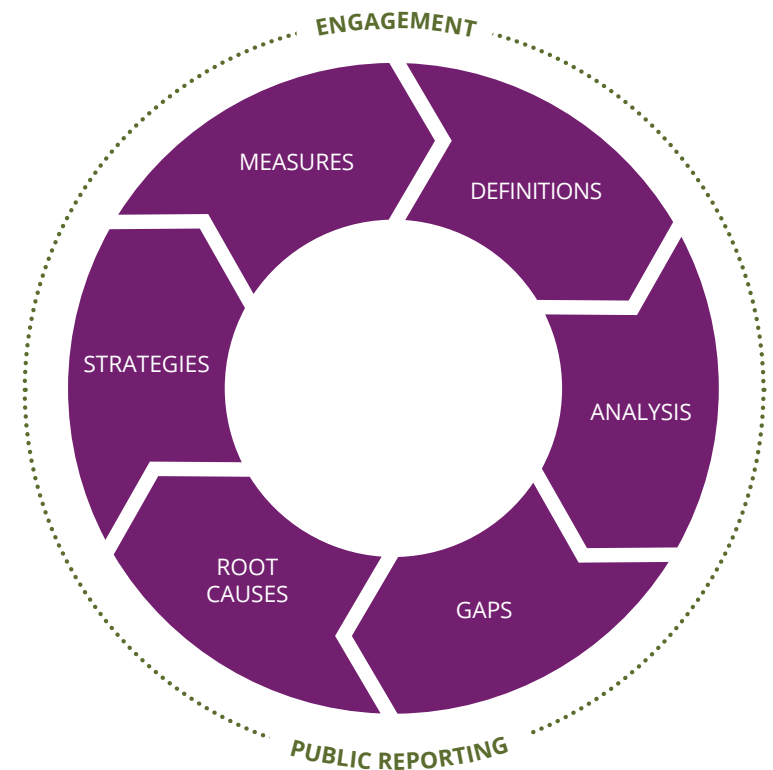 ENGAGEMENT
MEASURES
DEFINITIONS
STRATEGIES
ANALYSIS
ROOT
CAUSES
GAPS
PUBLIC REPORTING